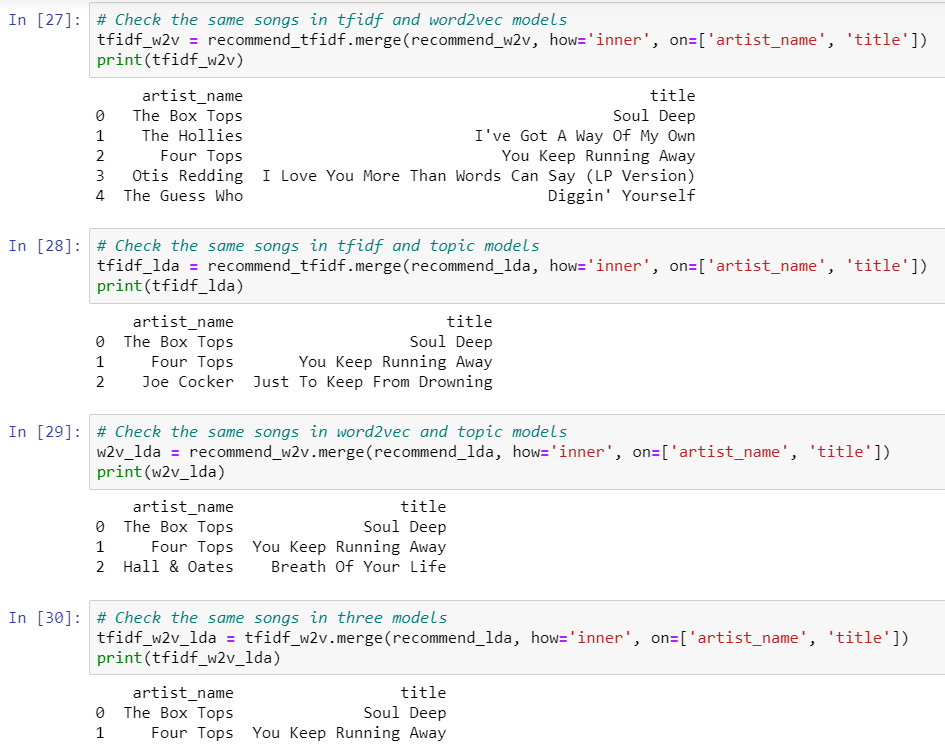 In [27]: # Check the same songs in tfidf and word2vec models
tfidf_w2v = recommend_tfidf.merge(recommend_w2v, how='inner', on=['artist_name', 'title'])
print(tfidf_w2v)
artist_name title
0 The Box Tops Soul Deep
1 The Hollies I've Got A Way Of My Own
2 Four Tops You Keep Running Away
3 Otis Redding I Love You More Than Words Can Say (LP Version)
4 The Guess Who Diggin' Yourself
In [28]: # Check the same songs in tfidf and topic models
tfidf_lda = recommend_tfidf.merge(recommend_lda, how='inner', on=['artist_name', 'title'])
print(tfidf_lda)
artist_name title
0 The Box Tops Soul Deep
1 Four Tops You Keep Running Away
2 Joe Cocker Just To Keep From Drowning
In [29]: # Check the same songs in word2vec and topic models
w2v_lda = recommend_w2v.merge(recommend_lda, how='inner', on=['artist_name', 'title'])
print(w2v_lda)
artist_name title
0 The Box Tops Soul Deep
1 Four Tops You Keep Running Away
2 Hall & Oates Breath Of Your Life
In [30]: # Check the same songs in three models
tfidf_w2v_lda = tfidf_w2v.merge(recommend_lda, how='inner', on=['artist_name', 'title'])
print(tfidf_w2v_lda)
artist_name title
0 The Box Tops Soul Deep
1 Four Tops You Keep Running Away